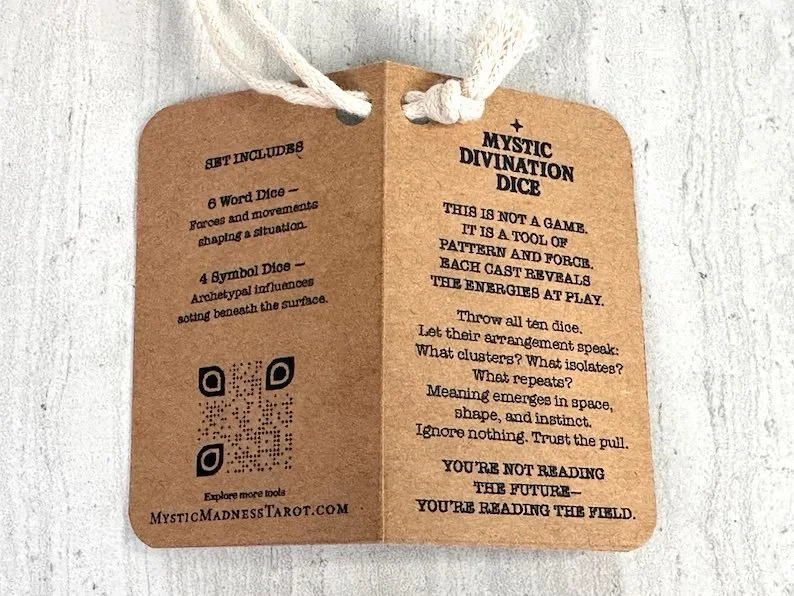 SET INCLUDES
6 Word Dice —
Forces and movements
shaping a situation.
4 Symbol Dice —
Archetypal influences
acting beneath the surface.
Explore more tools
MYSTICMADNESSTAROT.COM
MYSTIC
DIVINATION
DICE
THIS IS NOT A GAME.
IT IS A TOOL OF
PATTERN AND FORCE.
EACH CAST REVEALS
THE ENERGIES AT PLAY.
Throw all ten dice.
Let their arrangement speak:
What clusters? What isolates?
What repeats?
Meaning emerges in space,
shape, and instinct.
Ignore nothing. Trust the pull.
YOU'RE NOT READING
THE FUTURE—
YOU'RE READING THE FIELD.